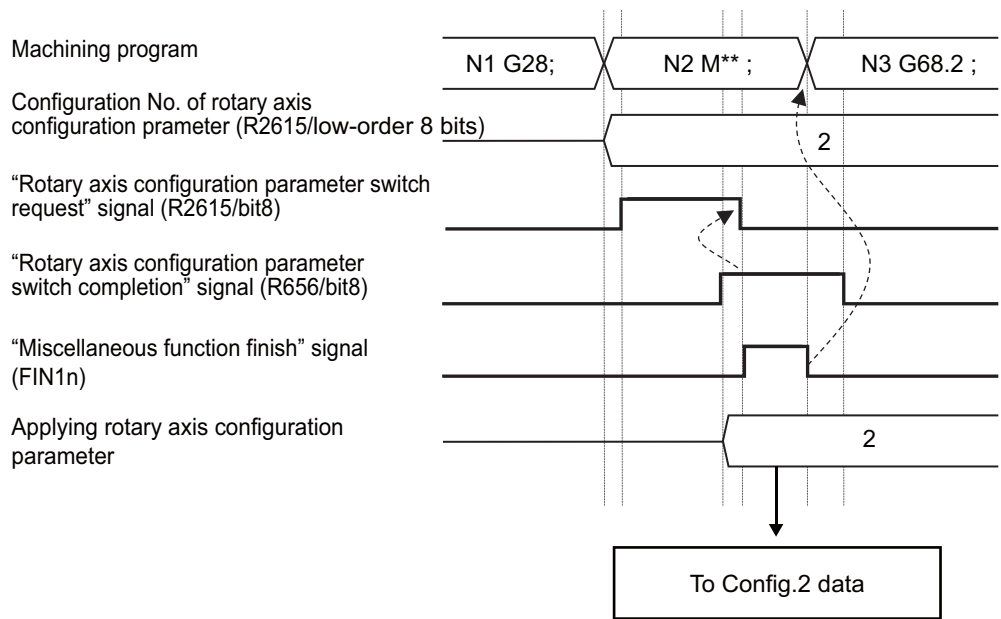 Machining program
N1 G28;
N2 M** ;
N3 G68.2 ;
Configuration No. of rotary axis
configuration prameter (R2615/low-order 8 bits)
2
“Rotary axis configuration parameter switch
request” signal (R2615/bit8)
“Rotary axis configuration parameter
switch completion” signal (R656/bit8)
“Miscellaneous function finish” signal
(FIN1n)
Applying rotary axis configuration
parameter
2
To Config.2 data